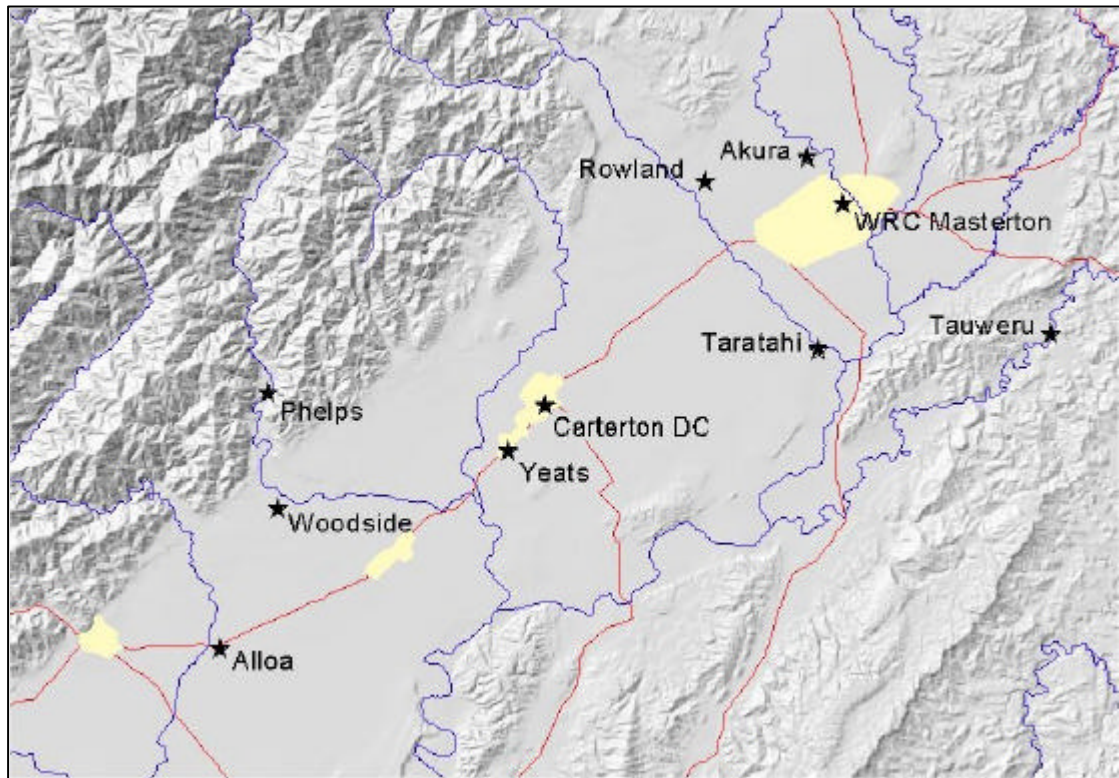 Akura
Rowland
WRC Masterton
Tauweru
Taratahi
Phelps
Carterton DC
Yeats
Woodside
Alloa